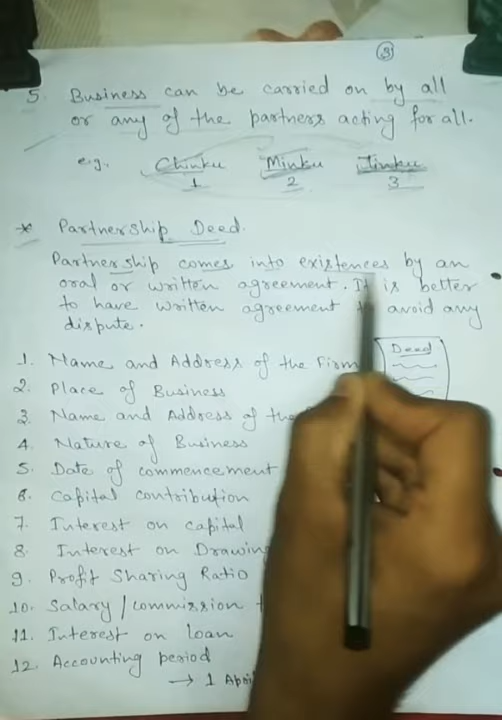 3
5. Business can be carried on by all
or any of the partners acting for all.
e.g. Chinku Minku Tinku
1 2 3
* Partnership Deed.
Partnership comes into existences by an
oral or written agreement. It is better
to have written agreement avoid any
dispute.
Deed
1. Name and Address of the Firm
2. Place of Business
3. Name and Address of the
4. Nature of Business
5. Date of commencement
6. Capital contribution
7. Interest on capital
8. Interest on Drawing
9. Profit Sharing Ratio
10. Salary/commission
11. Interest on loan
12. Accounting period
→ 1 Apri